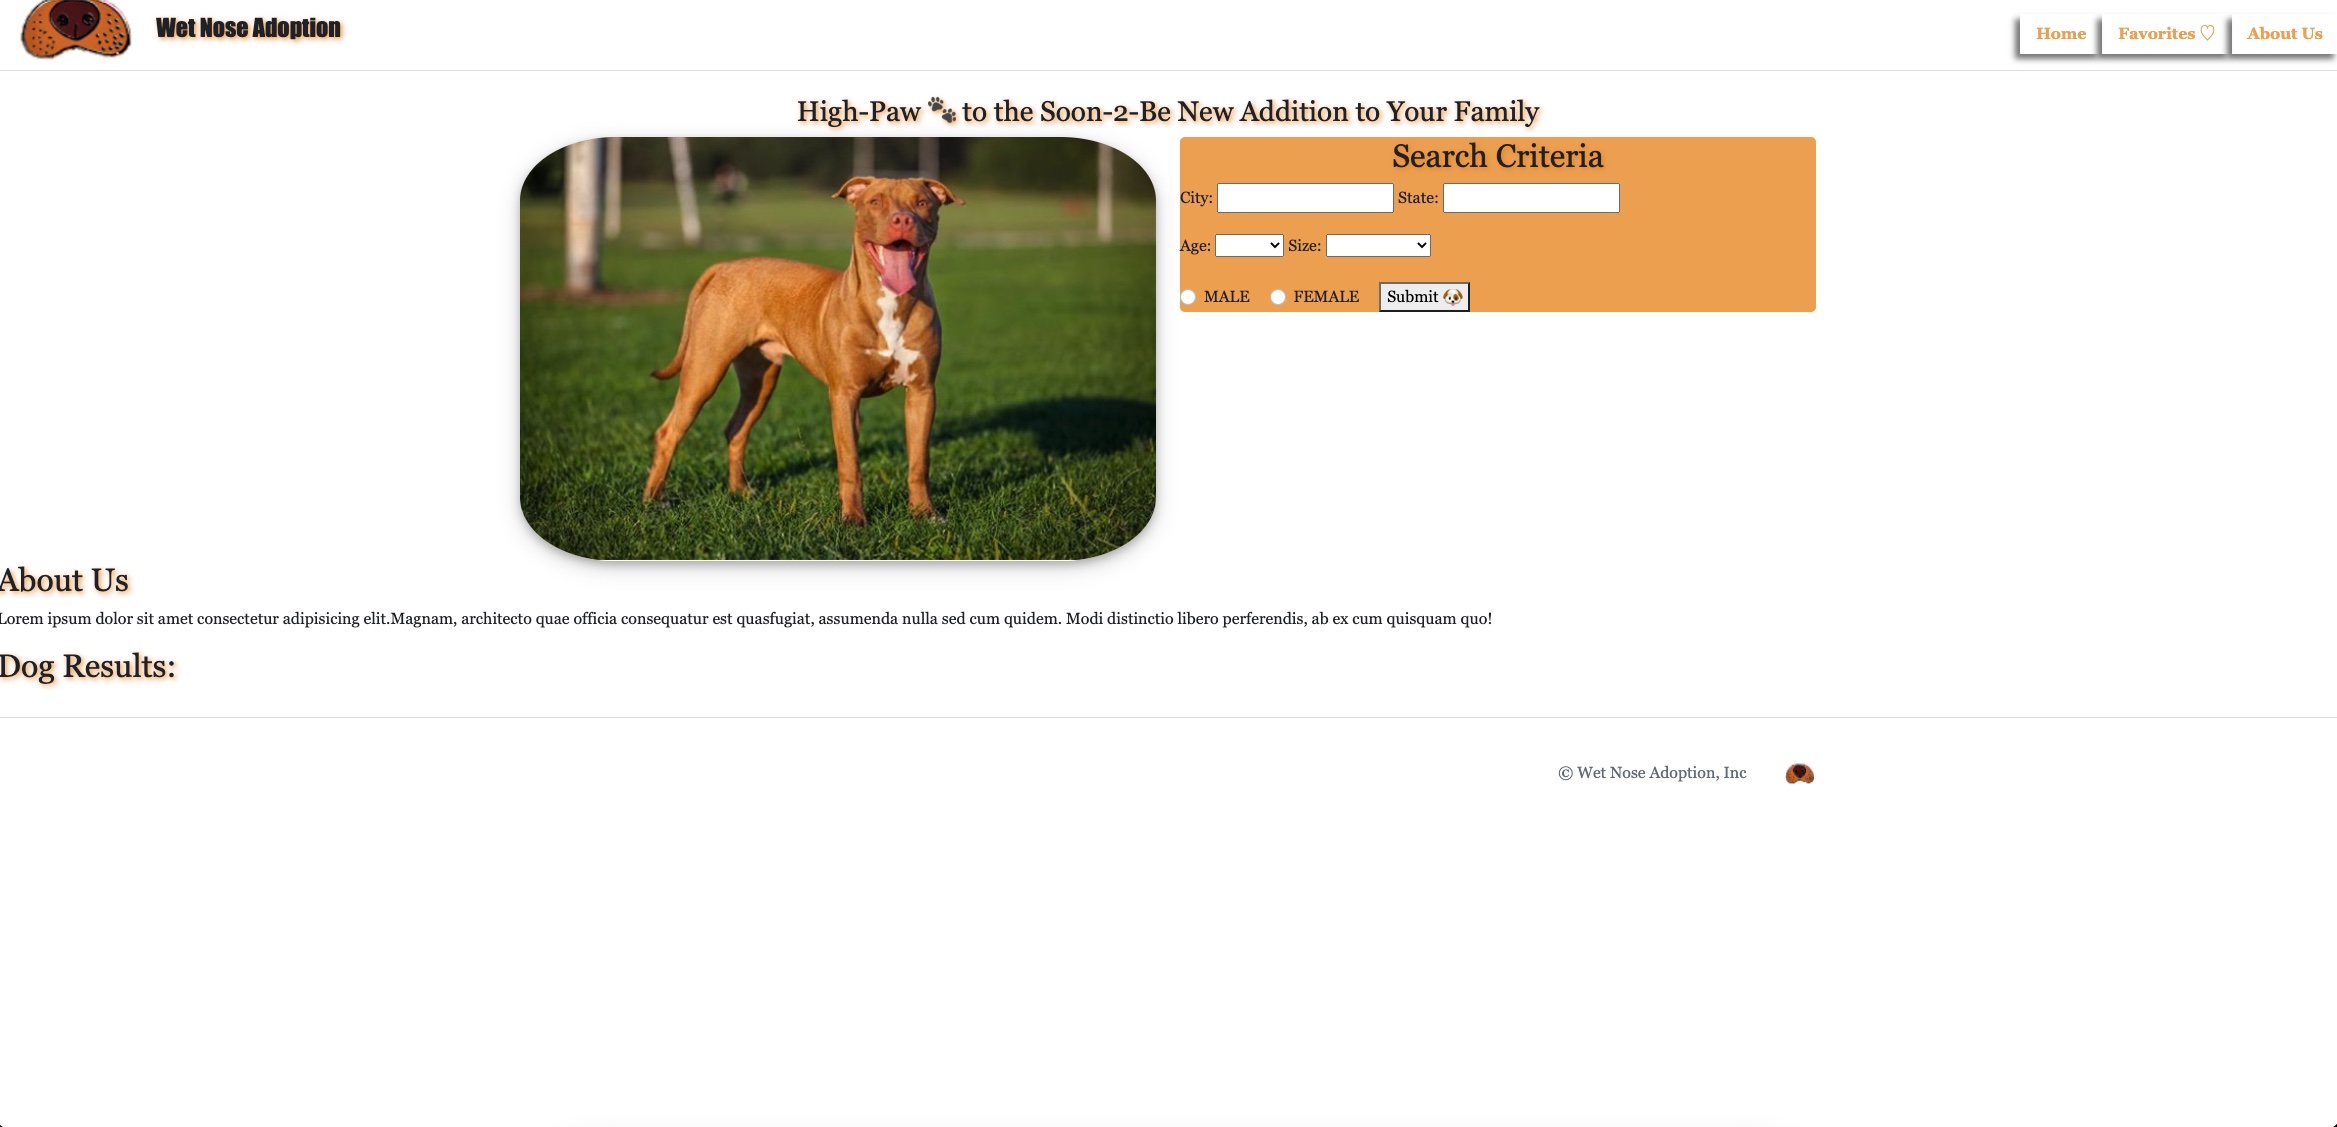 Wet Nose Adoption
Home Favorites ♡ About Us
High-Paw 🐾 to the Soon-2-Be New Addition to Your Family
Search Criteria
City: State:
Age: Size:
MALE FEMALE Submit 🐶
About Us
Lorem ipsum dolor sit amet consectetur adipisicing elit.Magnam, architecto quae officia consequatur est quasfugiat, assumenda nulla sed cum quidem. Modi distinctio libero perferendis, ab ex cum quisquam quo!
Dog Results:
© Wet Nose Adoption, Inc